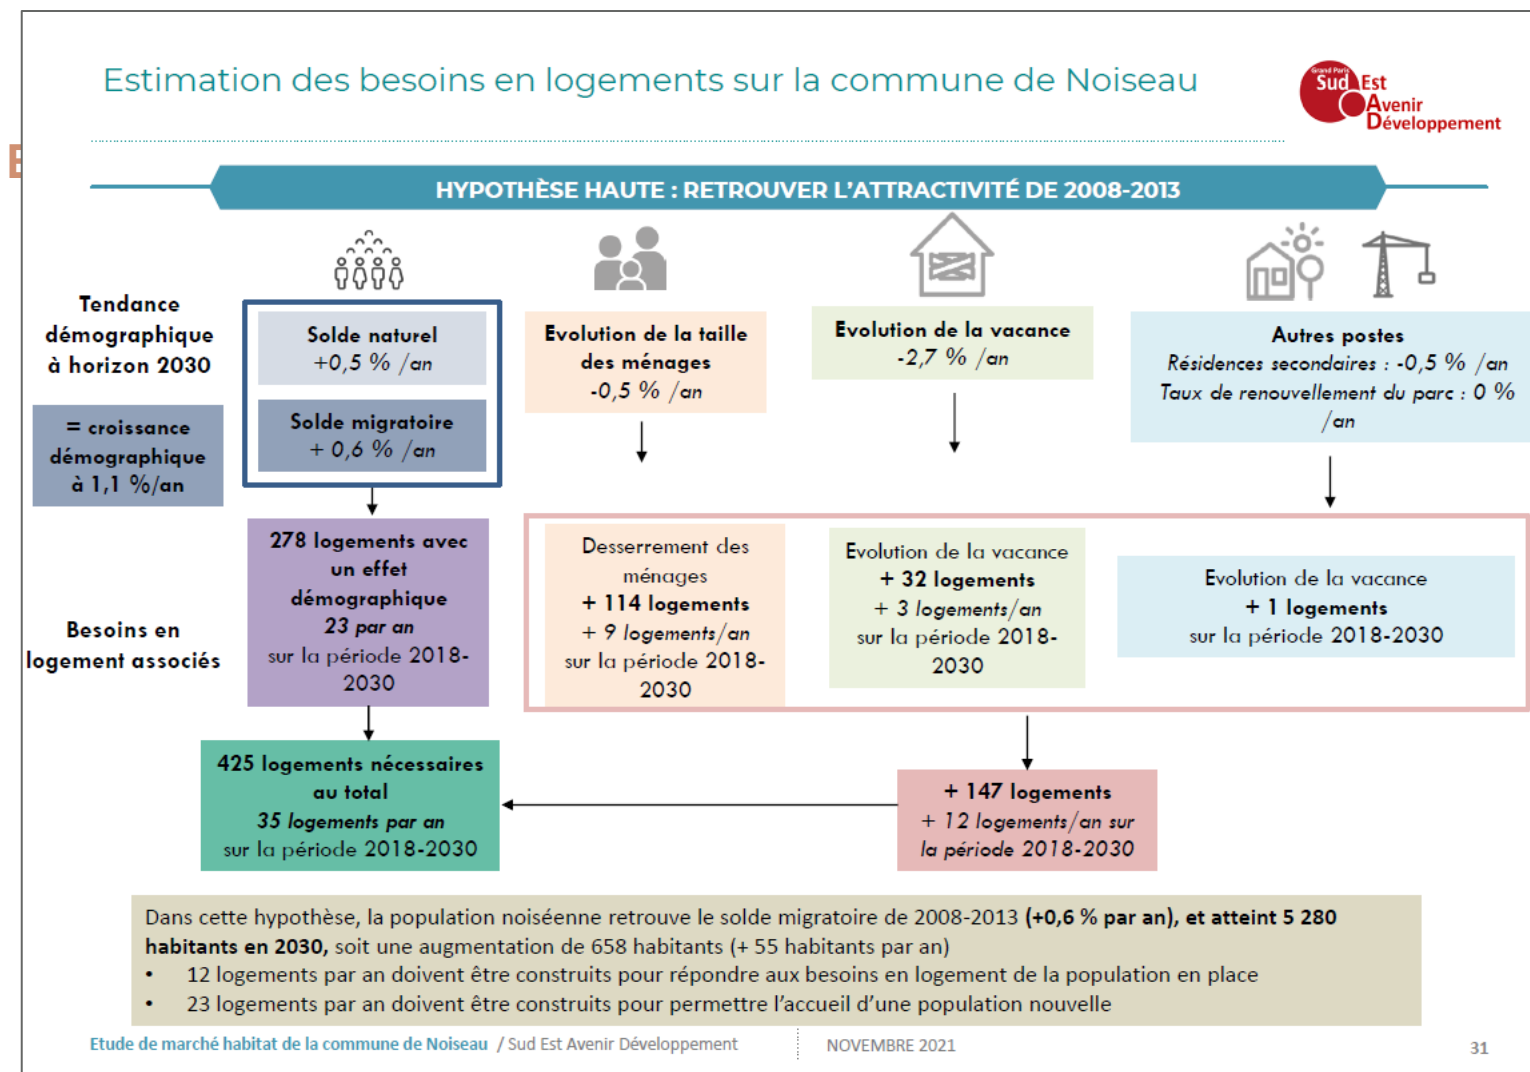 Estimation des besoins en logements sur la commune de Noiseau
Grand Paris
Sud Est
Avenir
Développement
E
HYPOTHÈSE HAUTE : RETROUVER L'ATTRACTIVITÉ DE 2008-2013
Tendance
démographique
à horizon 2030
= croissance
démographique
à 1,1 %/an
Solde naturel
+0,5 % /an
Solde migratoire
+ 0,6 % /an
Evolution de la taille
des ménages
-0,5 % /an
Evolution de la vacance
-2,7 % /an
Autres postes
Résidences secondaires : -0,5 % /an
Taux de renouvellement du parc : 0 %
/an
Besoins en
logement associés
278 logements avec
un effet
démographique
23 par an
sur la période 2018-
2030
Desserrement des
ménages
+ 114 logements
+ 9 logements/an
sur la période 2018-
2030
Evolution de la vacance
+ 32 logements
+ 3 logements/an
sur la période 2018-
2030
Evolution de la vacance
+ 1 logements
sur la période 2018-2030
425 logements nécessaires
au total
35 logements par an
sur la période 2018-2030
+ 147 logements
+ 12 logements/an sur
la période 2018-2030
Dans cette hypothèse, la population noiséenne retrouve le solde migratoire de 2008-2013 (+0,6 % par an), et atteint 5 280
habitants en 2030, soit une augmentation de 658 habitants (+ 55 habitants par an)
• 12 logements par an doivent être construits pour répondre aux besoins en logement de la population en place
• 23 logements par an doivent être construits pour permettre l'accueil d'une population nouvelle
Etude de marché habitat de la commune de Noiseau / Sud Est Avenir Développement
NOVEMBRE 2021
31